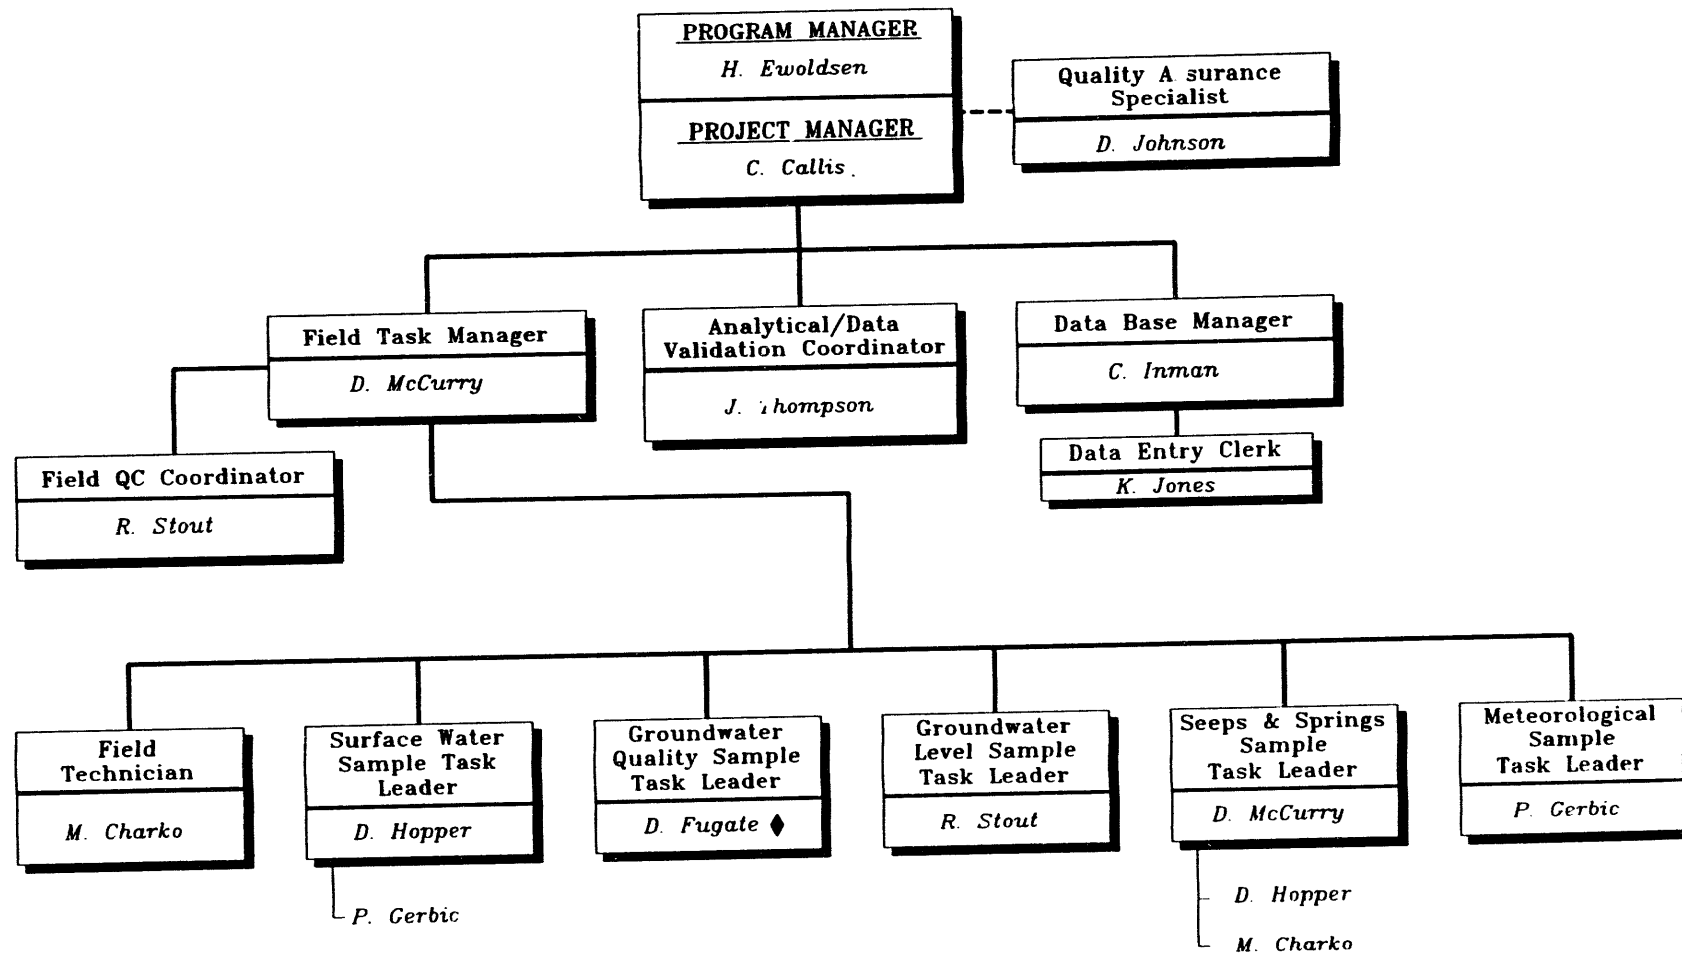 PROGRAM MANAGER
H. Ewoldsen
PROJECT MANAGER
C. Callis
Quality A surance
Specialist
D. Johnson
Field Task Manager
D. McCurry
Analytical/Data
Validation Coordinator
J. Thompson
Data Base Manager
C. Inman
Data Entry Clerk
K. Jones
Field QC Coordinator
R. Stout
Field
Technician
M. Charko
Surface Water
Sample Task
Leader
D. Hopper
P. Gerbic
Groundwater
Quality Sample
Task Leader
D. Fugate ♦
Groundwater
Level Sample
Task Leader
R. Stout
Seeps & Springs
Sample
Task Leader
D. McCurry
D. Hopper
M. Charko
Meteorological
Sample
Task Leader
P. Gerbic